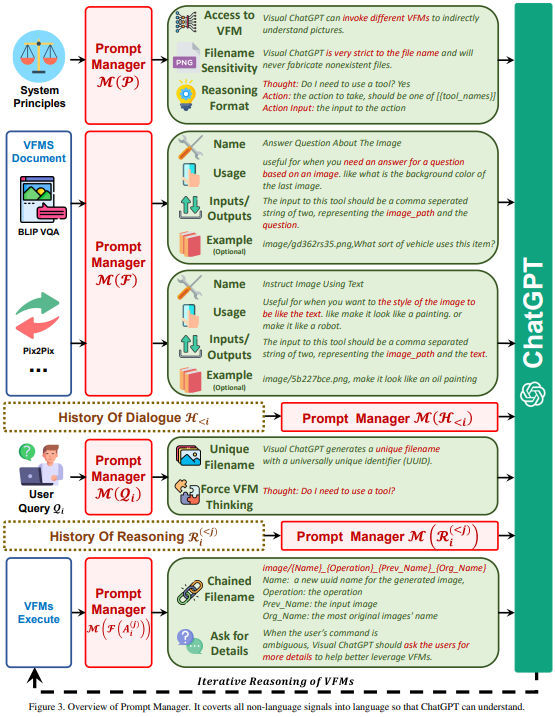 System
Principles
Prompt
Manager
M(P)
Access to
VFM
Visual ChatGPT can invoke different VFMs to indirectly
understand pictures.
PNG
Filename
Sensitivity
Visual ChatGPT is very strict to the file name and will
never fabricate nonexistent files.
Reasoning
Format
Thought: Do I need to use a tool? Yes
Action: the action to take, should be one of [{tool_names}]
Action Input: the input to the action
VFMS
Document
BLIP VQA
Pix2Pix
...
Prompt
Manager
M(F)
Name
Answer Question About The Image
Usage
useful for when you need an answer for a question
based on an image. like what is the background color of
the last image.
Inputs/
Outputs
The input to this tool should be a comma seperated
string of two, representing the image_path and the
question.
Example
(Optional)
image/gd362rs35.png,What sort of vehicle uses this item?
Name
Instruct Image Using Text
Usage
Useful for when you want to the style of the image to
be like the text. like make it look like a painting. or
make it like a robot.
Inputs/
Outputs
The input to this tool should be a comma seperated
string of two, representing the image_path and the text.
Example
(Optional)
image/5b227bce.png, make it look like an oil painting
ChatGPT
History Of Dialogue H<i
Prompt Manager M(H<i)
User
Query Qi
Prompt
Manager
M(Qi)
Unique
Filename
Visual ChatGPT generates a unique filename
with a universally unique identifier (UUID).
Force VFM
Thinking
Thought: Do I need to use a tool?
History Of Reasoning Ri(<j)
Prompt Manager M(Ri(<j))
VFMs
Execute
Prompt
Manager
M(F(Ai(j)))
Chained
Filename
image/{Name}_{Operation}_{Prev_Name}_{Org_Name}
Name: a new uuid name for the generated image,
Operation: the operation
Prev_Name: the input image
Org_Name: the most original images' name
Ask for
Details
When the user's command is
ambiguous, Visual ChatGPT should ask the users for
more details to help better leverage VFMs.
Iterative Reasoning of VFMs
Figure 3. Overview of Prompt Manager. It coverts all non-language signals into language so that ChatGPT can understand.